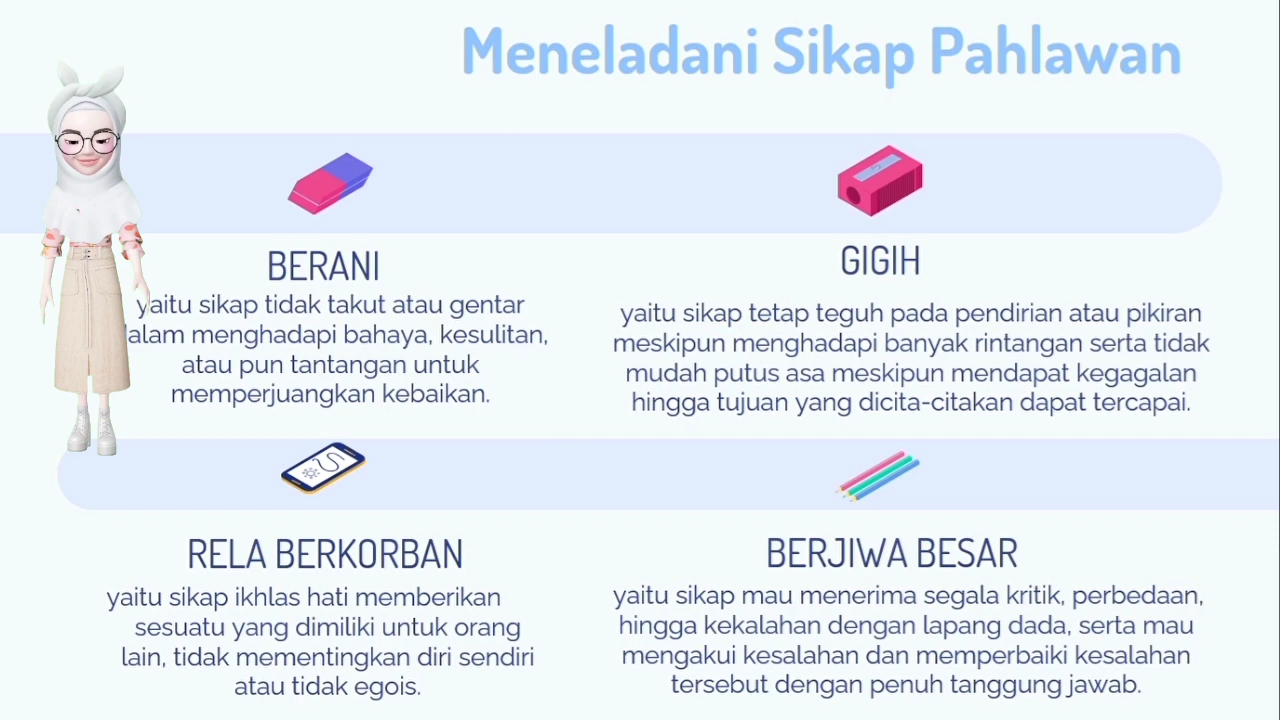 Meneladani Sikap Pahlawan
BERANI
yaitu sikap tidak takut atau gentar
dalam menghadapi bahaya, kesulitan,
atau pun tantangan untuk
memperjuangkan kebaikan.
GIGIH
yaitu sikap tetap teguh pada pendirian atau pikiran
meskipun menghadapi banyak rintangan serta tidak
mudah putus asa meskipun mendapat kegagalan
hingga tujuan yang dicita-citakan dapat tercapai.
RELA BERKORBAN
yaitu sikap ikhlas hati memberikan
sesuatu yang dimiliki untuk orang
lain, tidak mementingkan diri sendiri
atau tidak egois.
BERJIWA BESAR
yaitu sikap mau menerima segala kritik, perbedaan,
hingga kekalahan dengan lapang dada, serta mau
mengakui kesalahan dan memperbaiki kesalahan
tersebut dengan penuh tanggung jawab.